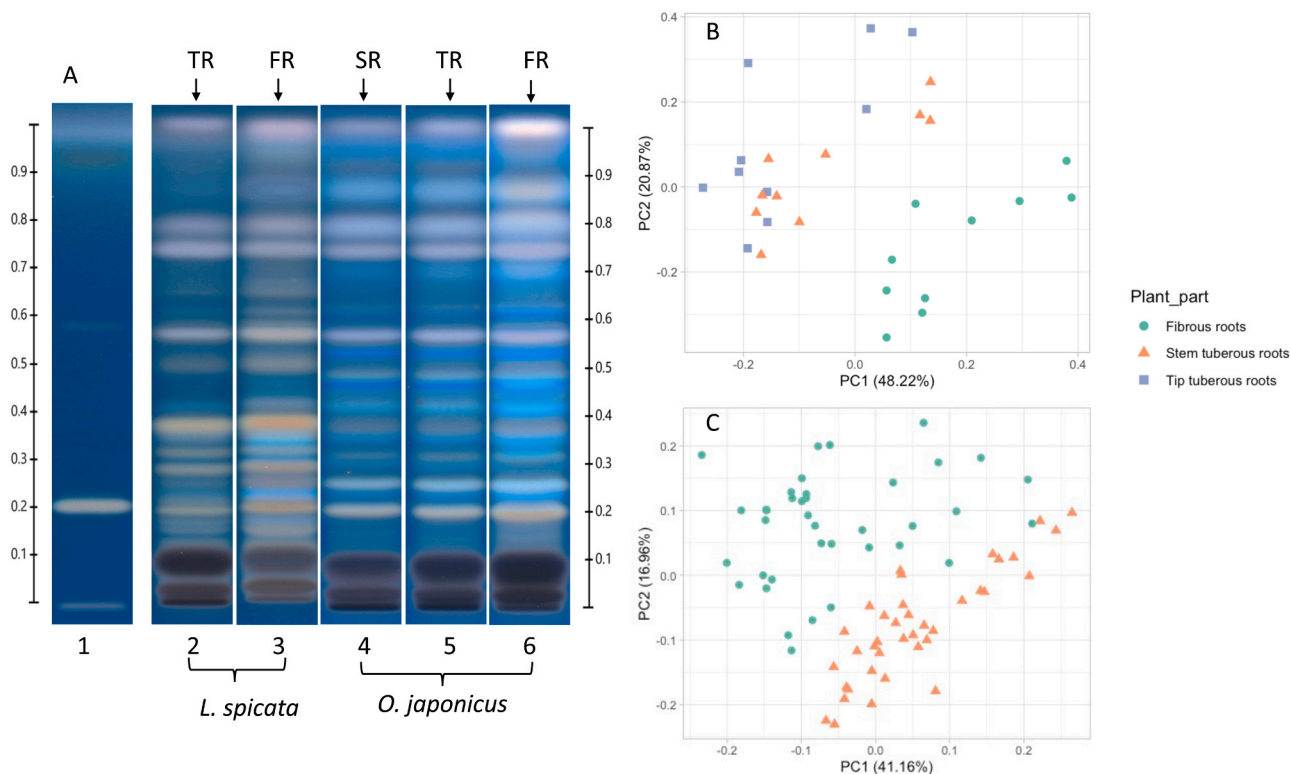 A
TR FR SR TR FR
0.9 0.9
0.8 0.8
0.7 0.7
0.6 0.6
0.5 0.5
0.4 0.4
0.3 0.3
0.2 0.2
0.1 0.1
1 2 3 4 5 6
L. spicata O. japonicus
B
PC2 (20.87%)
0.4
0.2
0.0
-0.2
-0.2 0.0 0.2 0.4
PC1 (48.22%)
Plant_part
Fibrous roots
Stem tuberous roots
Tip tuberous roots
C
PC2 (16.96%)
0.2
0.1
0.0
-0.1
-0.2
-0.2 -0.1 0.0 0.1 0.2
PC1 (41.16%)